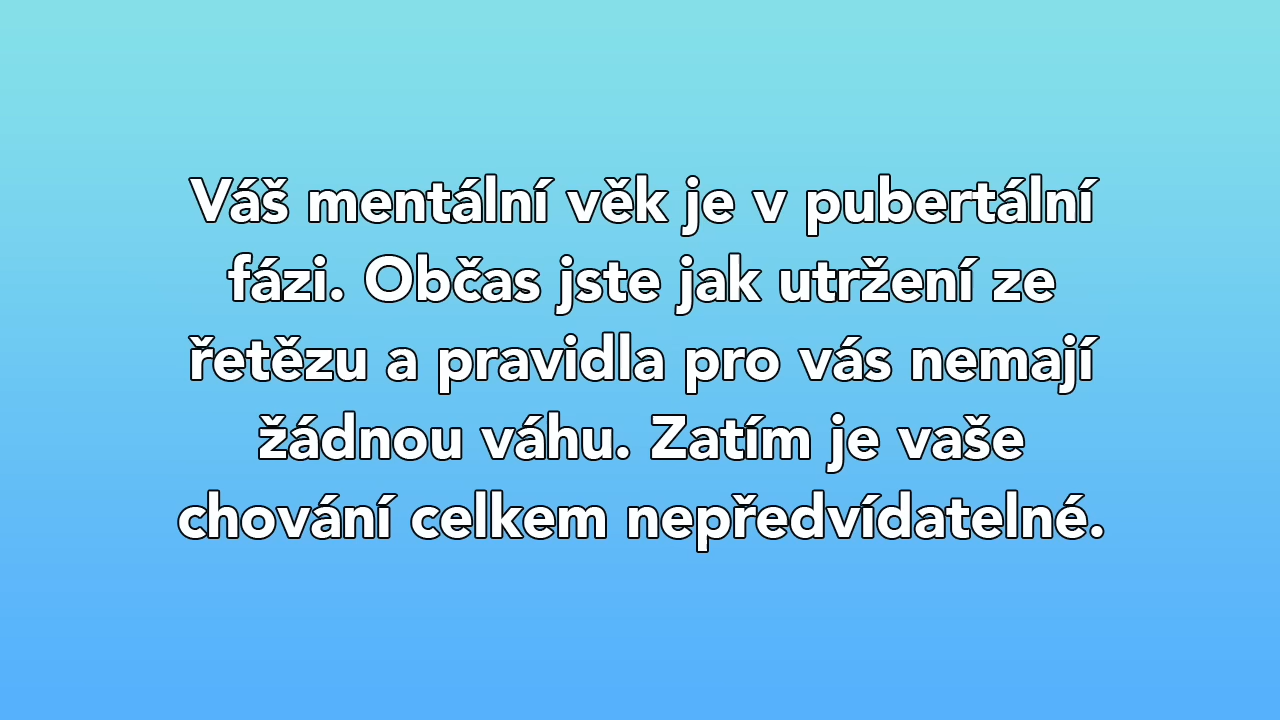 Váš mentální věk je v pubertální
fázi. Občas jste jak utržení ze
řetězu a pravidla pro vás nemají
žádnou váhu. Zatím je vaše
chování celkem nepředvídatelné.